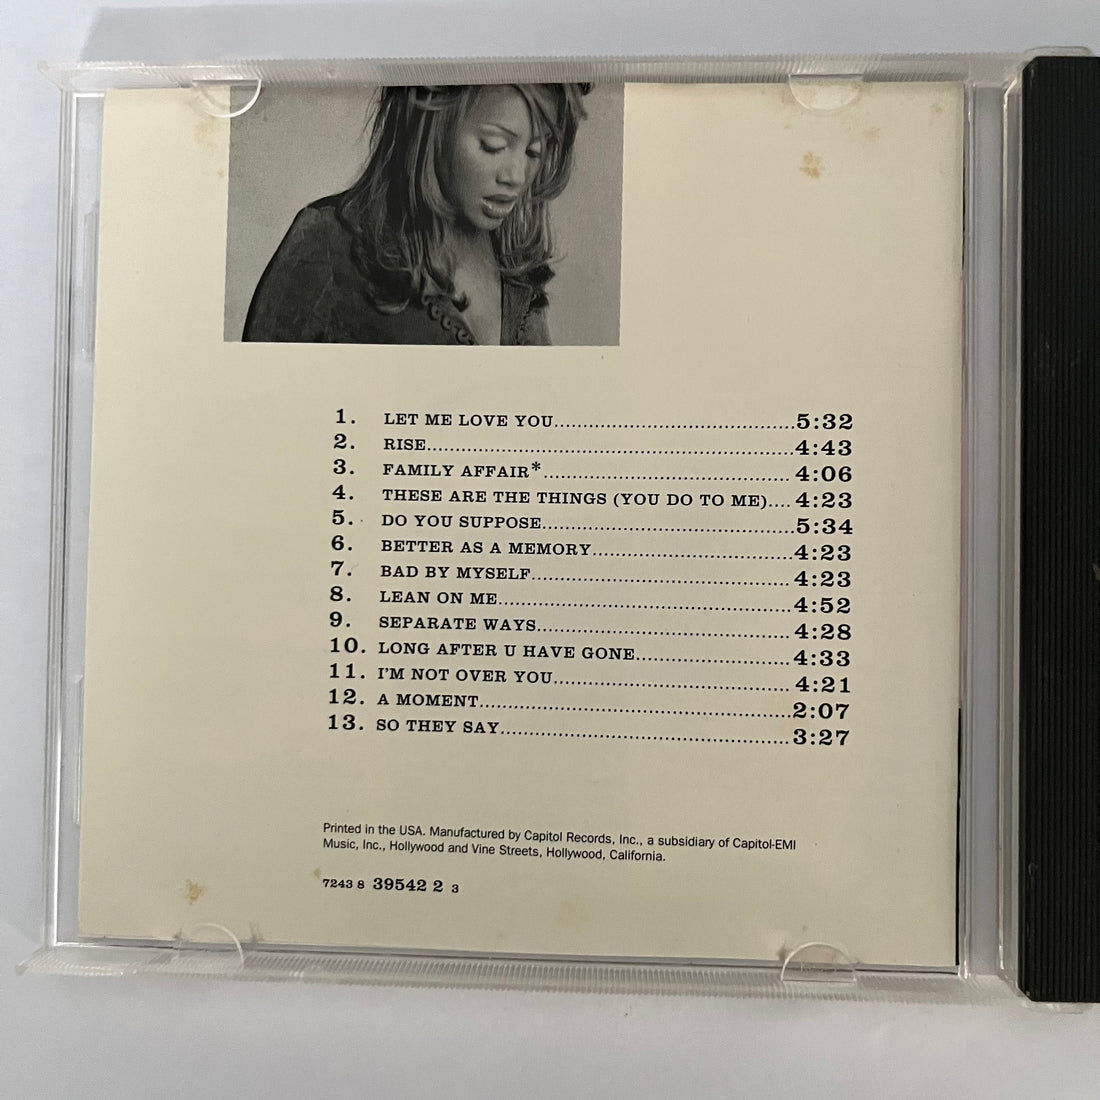 1. LET ME LOVE YOU..........................................5:32
2. RISE................................................................4:43
3. FAMILY AFFAIR*........................................... 4:06
4. THESE ARE THE THINGS (YOU DO TO ME).... 4:23
5. DO YOU SUPPOSE............................................5:34
6. BETTER AS A MEMORY...................................4:23
7. BAD BY MYSELF............................................. 4:23
8. LEAN ON ME...................................................4:52
9. SEPARATE WAYS............................................ 4:28
10. LONG AFTER U HAVE GONE...........................4:33
11. I'M NOT OVER YOU......................................... 4:21
12. A MOMENT......................................................2:07
13. SO THEY SAY..................................................3:27
Printed in the USA. Manufactured by Capitol Records, Inc., a subsidiary of Capitol-EMI
Music, Inc., Hollywood and Vine Streets, Hollywood, California.
7243 8 39542 2 3